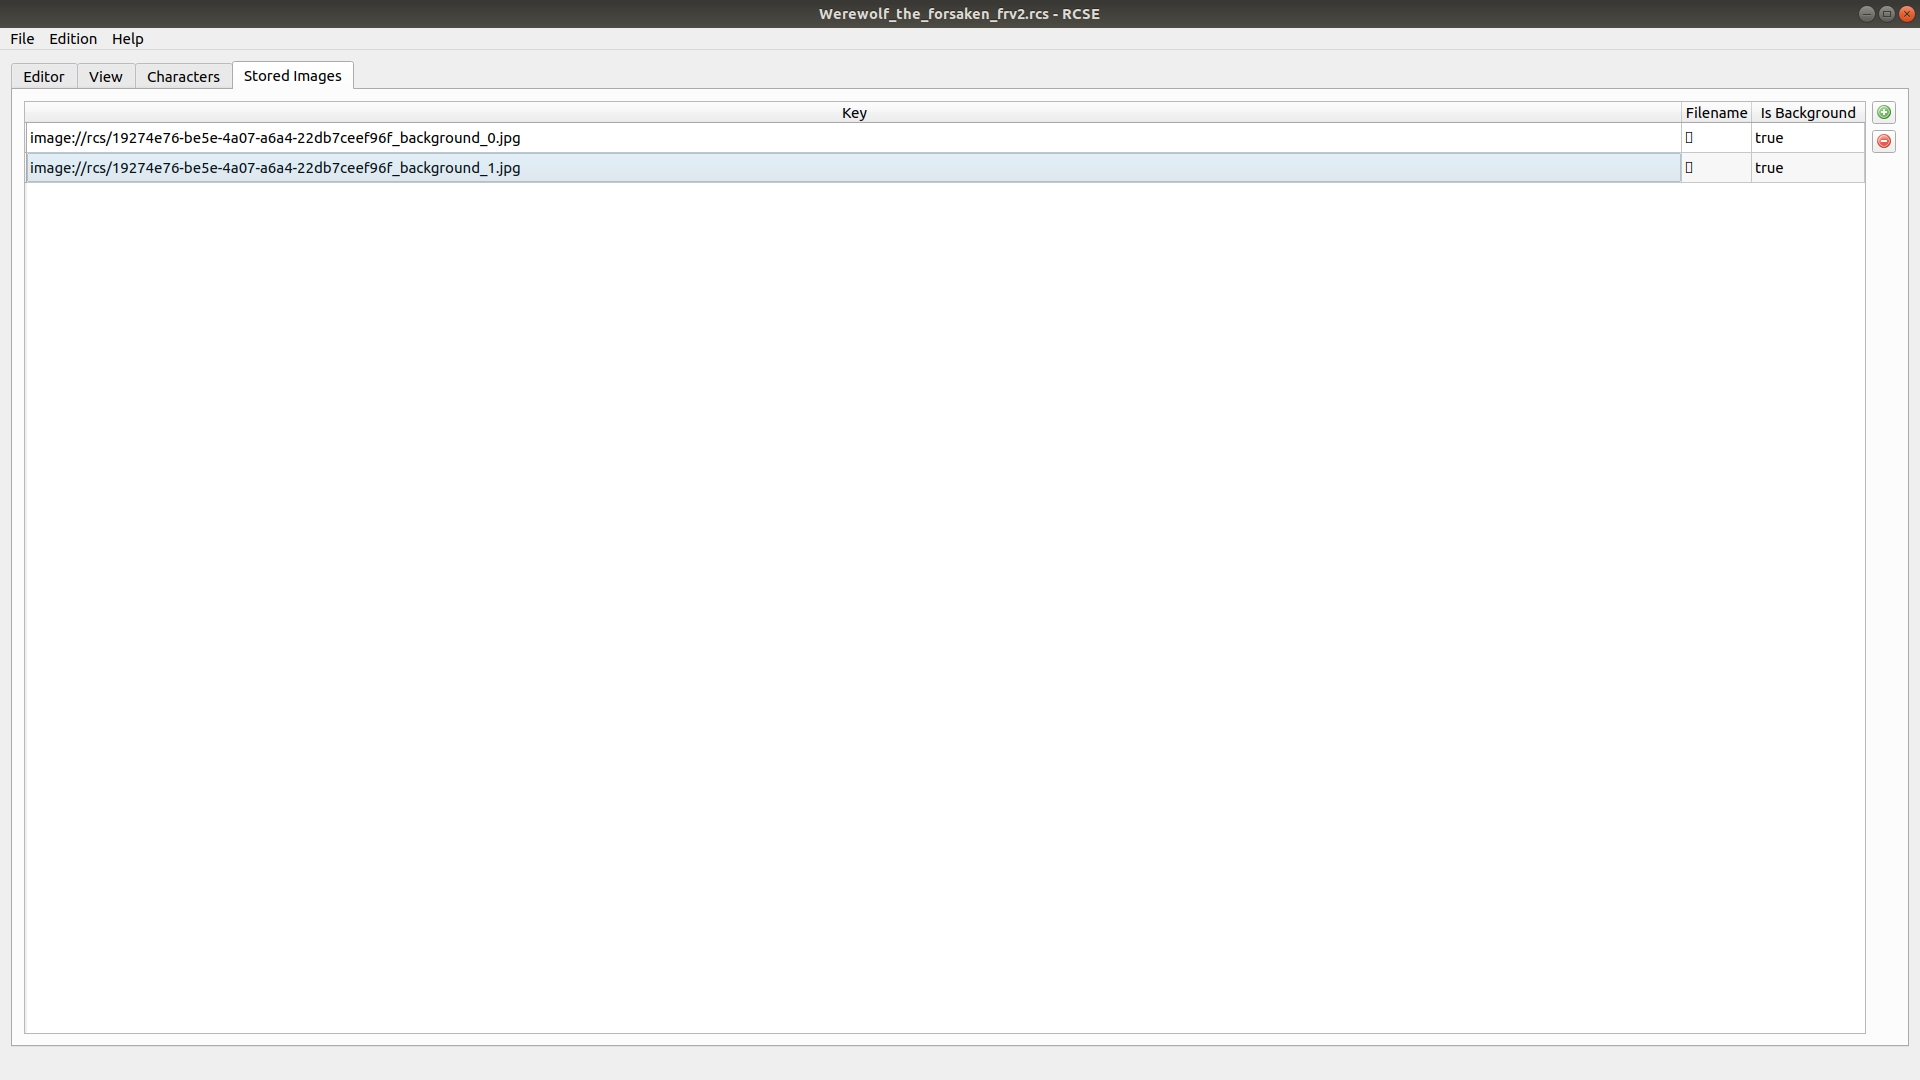 Werewolf_the_forsaken_frv2.rcs - RCSE
File Edition Help
Editor View Characters Stored Images
Key Filename Is Background
image://rcs/19274e76-be5e-4a07-a6a4-22db7ceef96f_background_0.jpg true
image://rcs/19274e76-be5e-4a07-a6a4-22db7ceef96f_background_1.jpg true